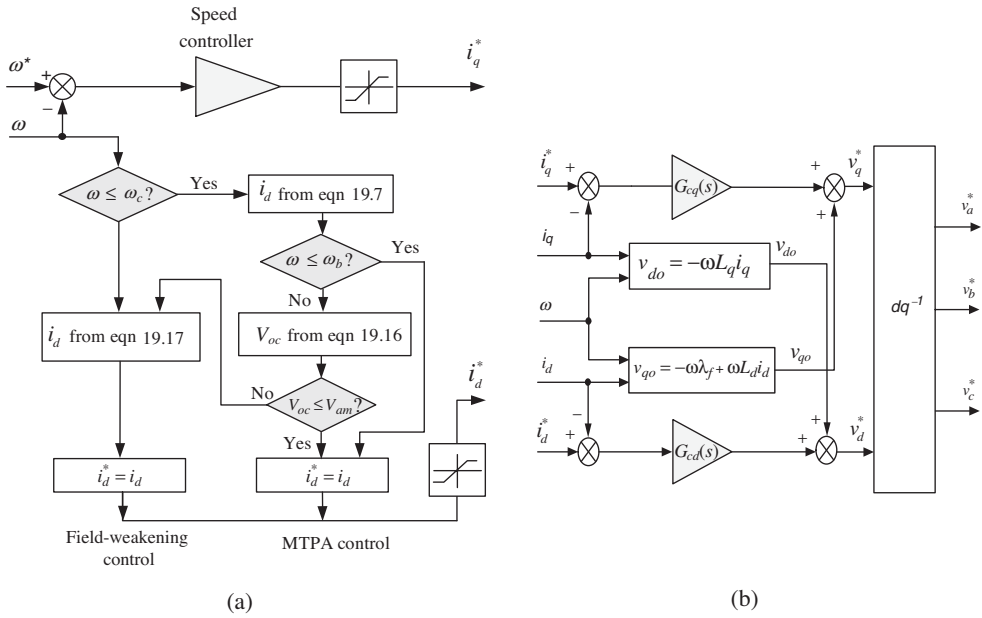 Speed
controller
ω*
+
−
ω
i_q^*
ω ≤ ω_c?
Yes
i_d from eqn 19.7
ω ≤ ω_b?
Yes
No
i_d from eqn 19.17
V_oc from eqn 19.16
No
V_oc ≤ V_am?
Yes
i_d^*
i_d^* = i_d
i_d^* = i_d
Field-weakening
control
MTPA control
(a)
i_q^*
+
−
G_cq(s)
+
+
v_q^*
i_q
v_do = −ωL_q i_q
v_do
ω
v_qo = −ωλ_f + ωL_d i_d
v_qo
i_d
i_d^*
−
+
G_cd(s)
+
+
v_d^*
dq⁻¹
v_a^*
v_b^*
v_c^*
(b)